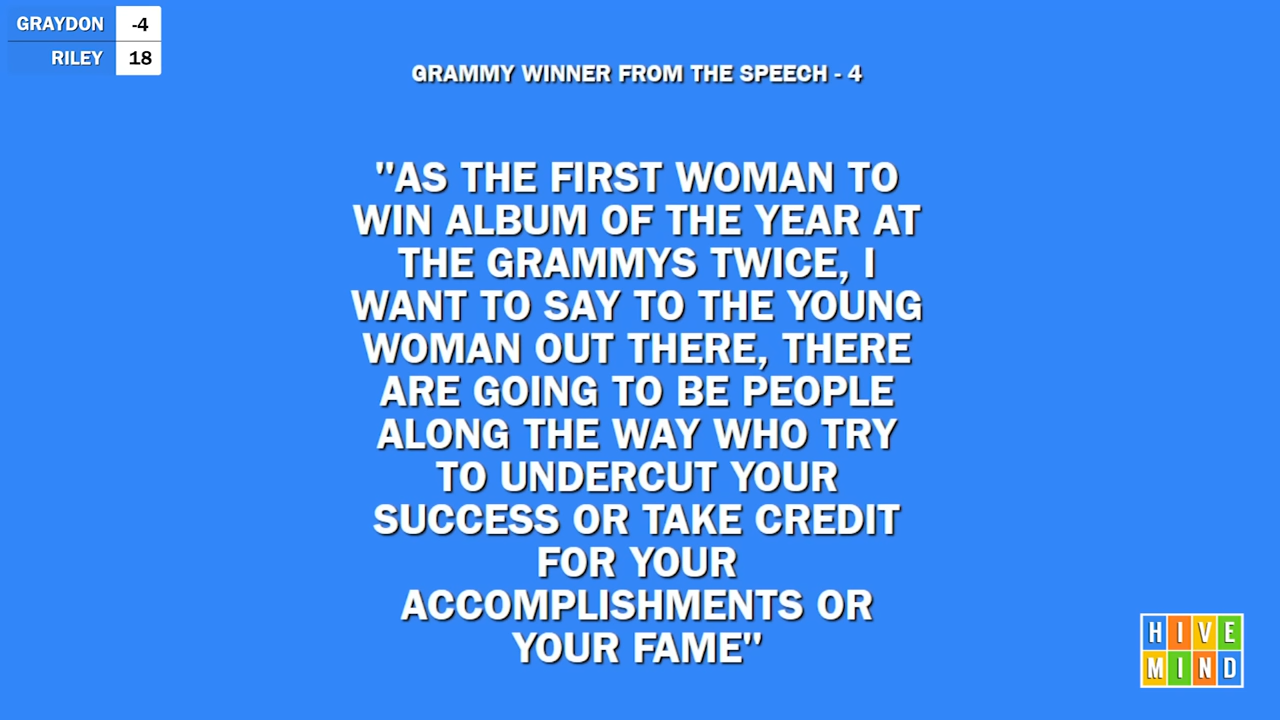 GRAYDON -4
RILEY 18
GRAMMY WINNER FROM THE SPEECH - 4
"AS THE FIRST WOMAN TO
WIN ALBUM OF THE YEAR AT
THE GRAMMYS TWICE, I
WANT TO SAY TO THE YOUNG
WOMAN OUT THERE, THERE
ARE GOING TO BE PEOPLE
ALONG THE WAY WHO TRY
TO UNDERCUT YOUR
SUCCESS OR TAKE CREDIT
FOR YOUR
ACCOMPLISHMENTS OR
YOUR FAME"
HIVE
MIND